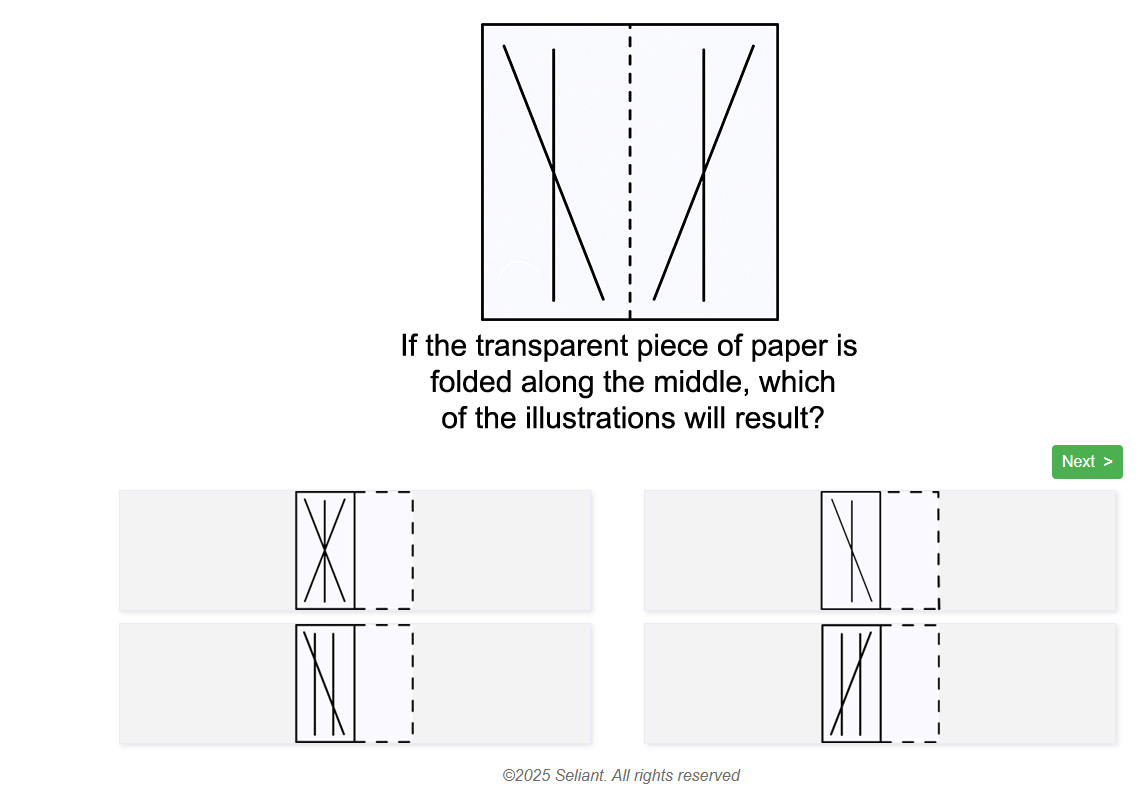 If the transparent piece of paper is
folded along the middle, which
of the illustrations will result?
Next >
©2025 Seliant. All rights reserved